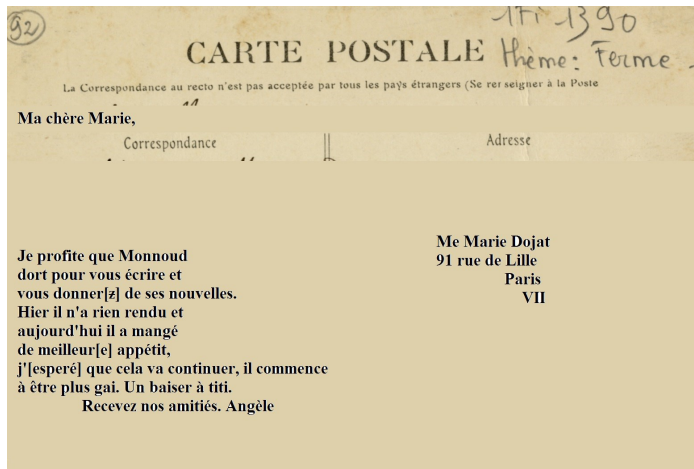 92
1Fi 1390
CARTE POSTALE
thème: Ferme
La Correspondance au recto n'est pas acceptée par tous les pays étrangers (Se renseigner à la Poste
Ma chère Marie,
Correspondance
Adresse
Je profite que Monnoud
dort pour vous écrire et
vous donner[z] de ses nouvelles.
Hier il n'a rien rendu et
aujourd'hui il a mangé
de meilleur[e] appétit,
j'[esperé] que cela va continuer, il commence
à être plus gai. Un baiser à titi.
Recevez nos amitiés. Angèle
Me Marie Dojat
91 rue de Lille
Paris
VII